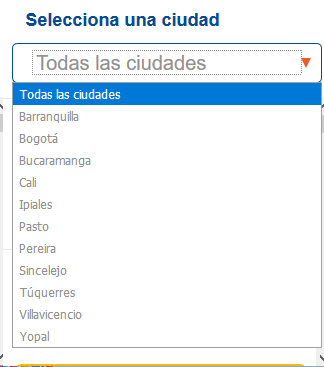 Selecciona una ciudad
Todas las ciudades
Todas las ciudades
Barranquilla
Bogotá
Bucaramanga
Cali
Ipiales
Pasto
Pereira
Sincelejo
Túquerres
Villavicencio
Yopal